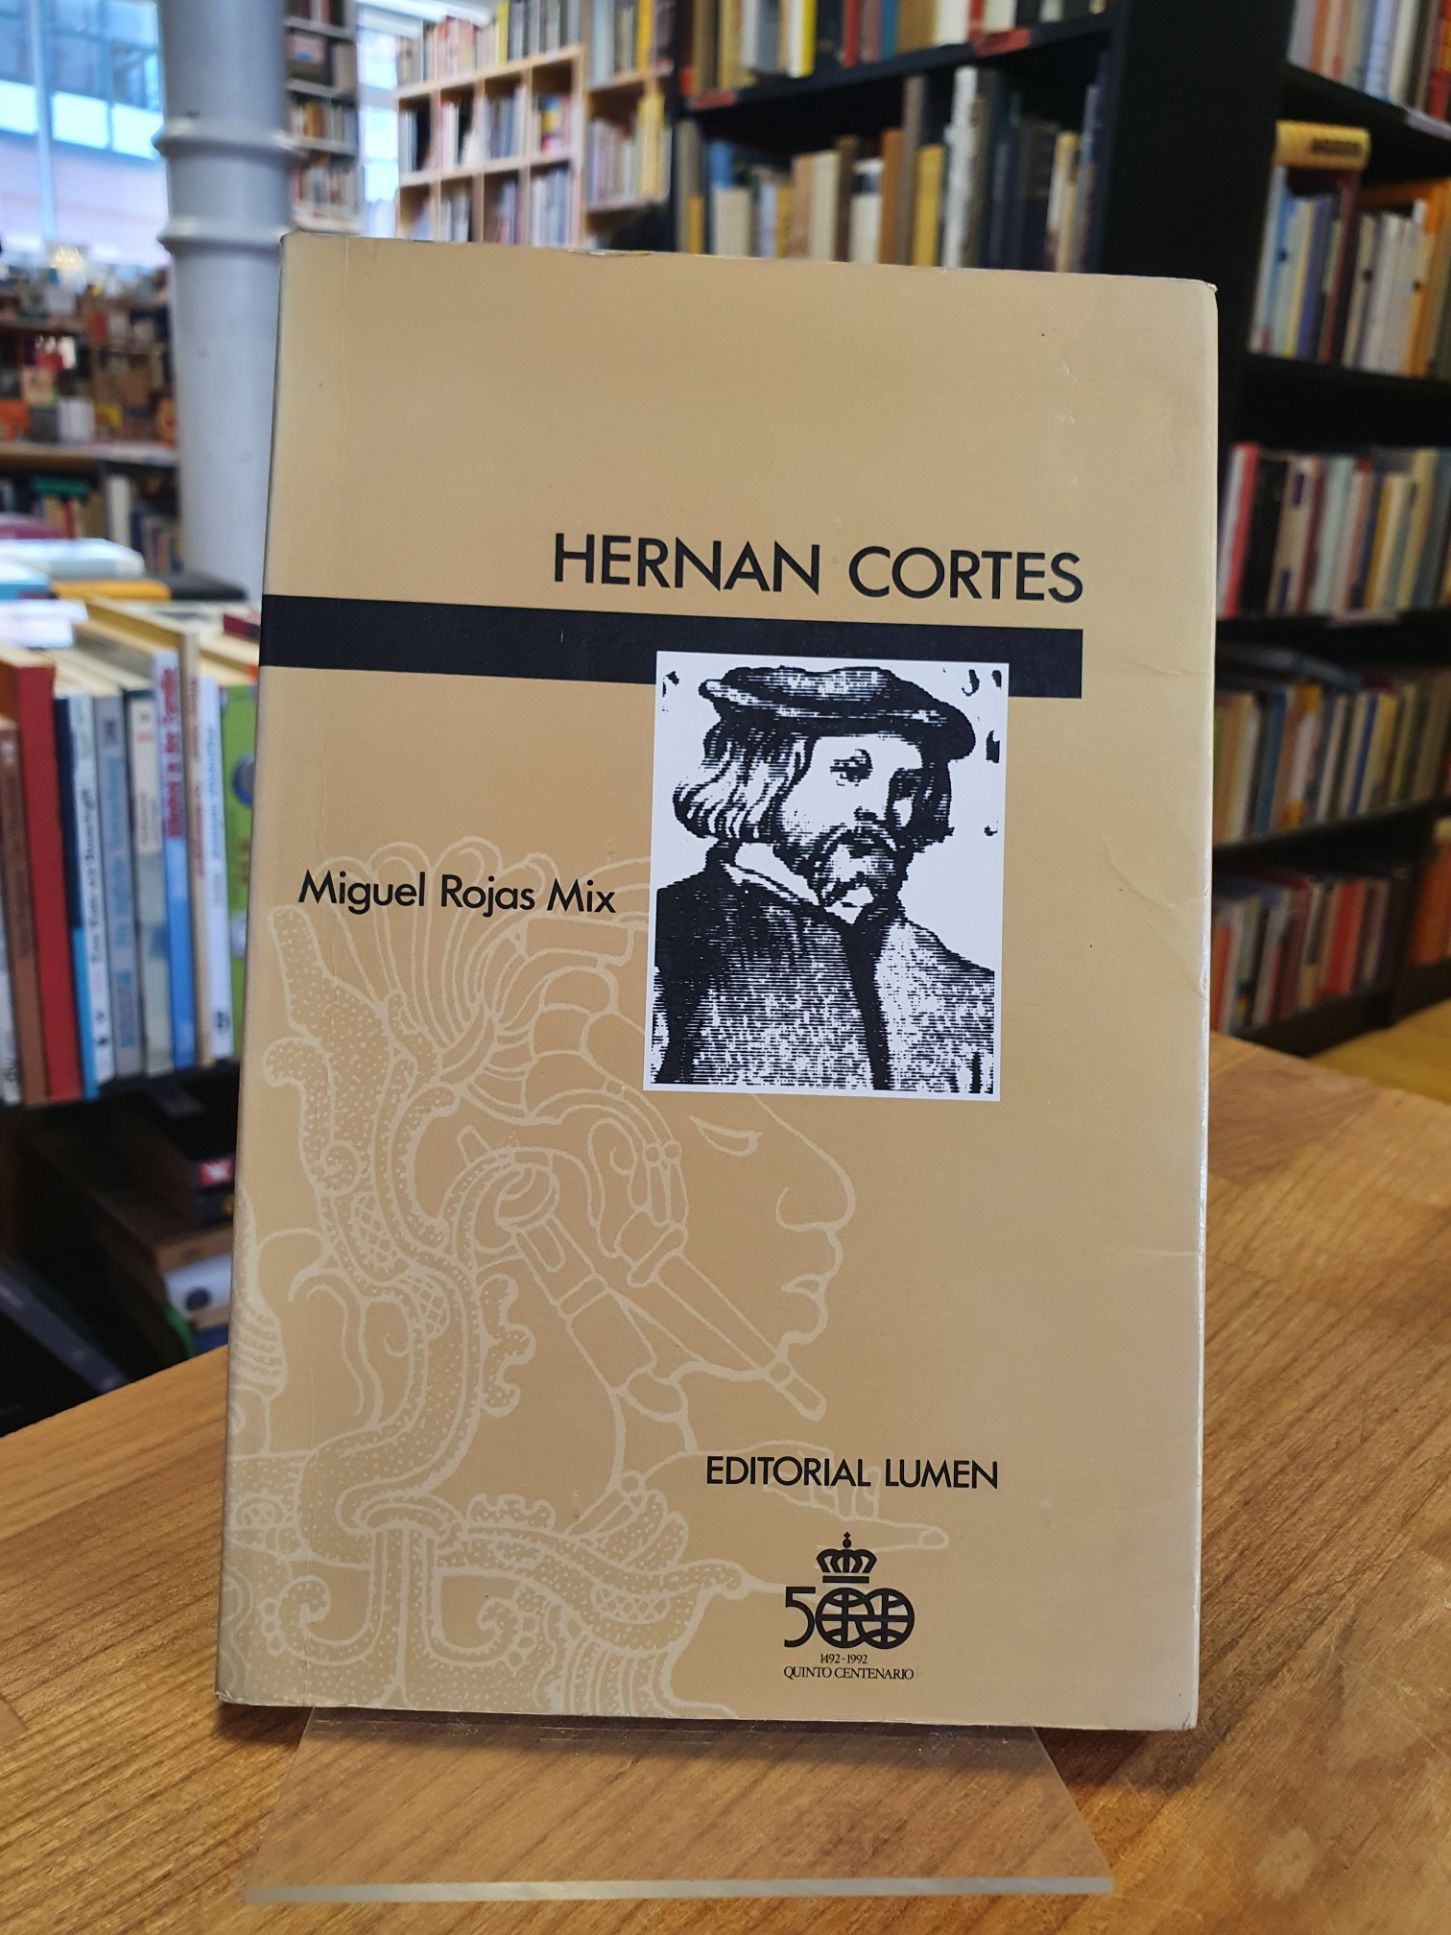 HERNAN CORTES
Miguel Rojas Mix
EDITORIAL LUMEN
500
1492-1992
QUINTO CENTENARIO